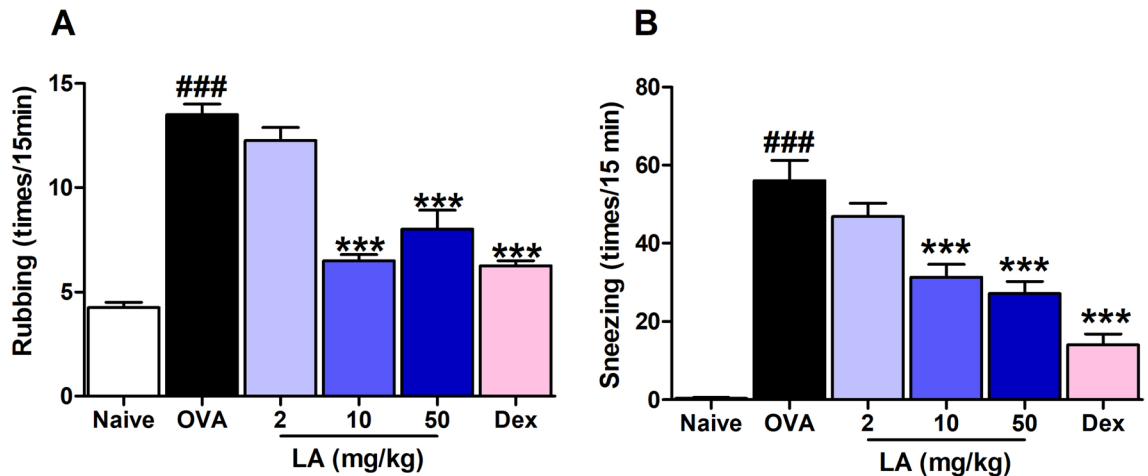 A
Rubbing (times/15min)
15
10
5
0
###
***
***
***
Naive OVA 2 10 50 Dex
LA (mg/kg)
B
Sneezing (times/15 min)
80
60
40
20
0
###
***
***
***
Naive OVA 2 10 50 Dex
LA (mg/kg)